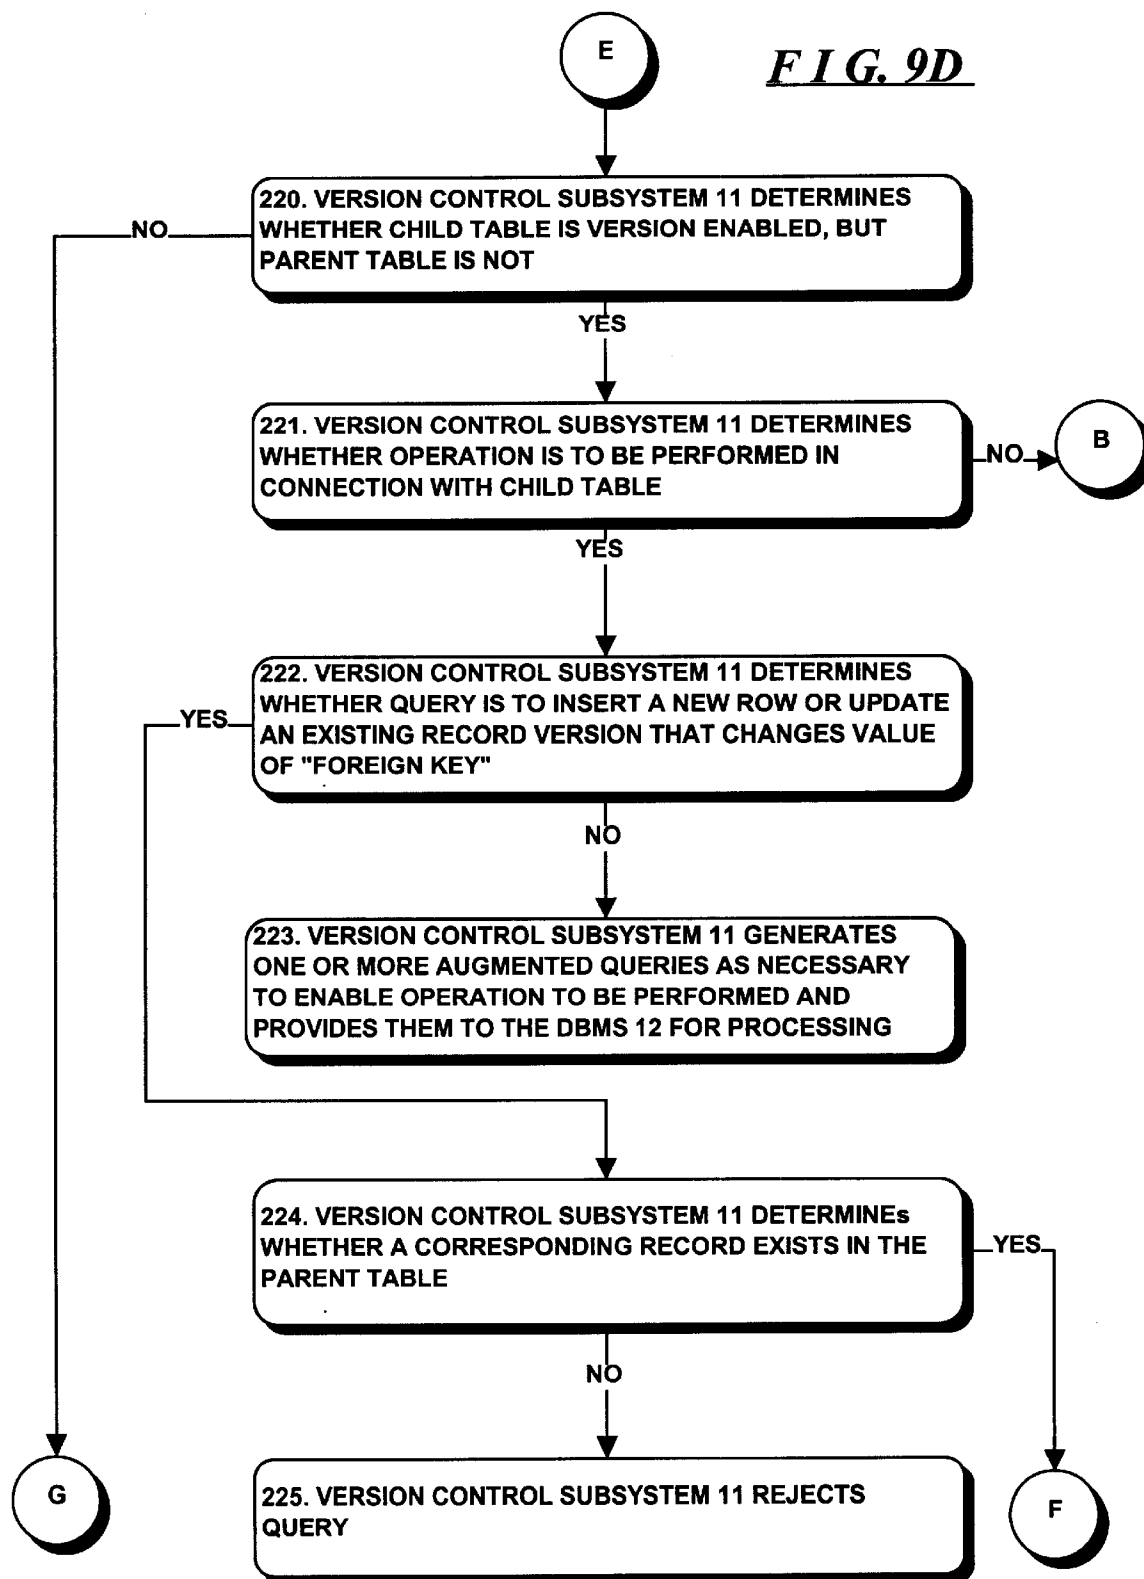 E
F I G. 9D
220. VERSION CONTROL SUBSYSTEM 11 DETERMINES
WHETHER CHILD TABLE IS VERSION ENABLED, BUT
PARENT TABLE IS NOT
NO
YES
221. VERSION CONTROL SUBSYSTEM 11 DETERMINES
WHETHER OPERATION IS TO BE PERFORMED IN
CONNECTION WITH CHILD TABLE
NO
B
YES
222. VERSION CONTROL SUBSYSTEM 11 DETERMINES
WHETHER QUERY IS TO INSERT A NEW ROW OR UPDATE
AN EXISTING RECORD VERSION THAT CHANGES VALUE
OF "FOREIGN KEY"
YES
NO
223. VERSION CONTROL SUBSYSTEM 11 GENERATES
ONE OR MORE AUGMENTED QUERIES AS NECESSARY
TO ENABLE OPERATION TO BE PERFORMED AND
PROVIDES THEM TO THE DBMS 12 FOR PROCESSING
224. VERSION CONTROL SUBSYSTEM 11 DETERMINEs
WHETHER A CORRESPONDING RECORD EXISTS IN THE
PARENT TABLE
YES
NO
G
225. VERSION CONTROL SUBSYSTEM 11 REJECTS
QUERY
F